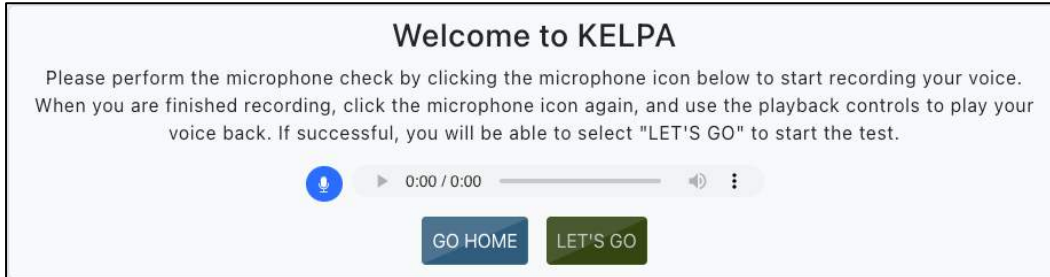 Welcome to KELPA
Please perform the microphone check by clicking the microphone icon below to start recording your voice.
When you are finished recording, click the microphone icon again, and use the playback controls to play your
voice back. If successful, you will be able to select "LET'S GO" to start the test.
0:00 / 0:00
GO HOME LET'S GO